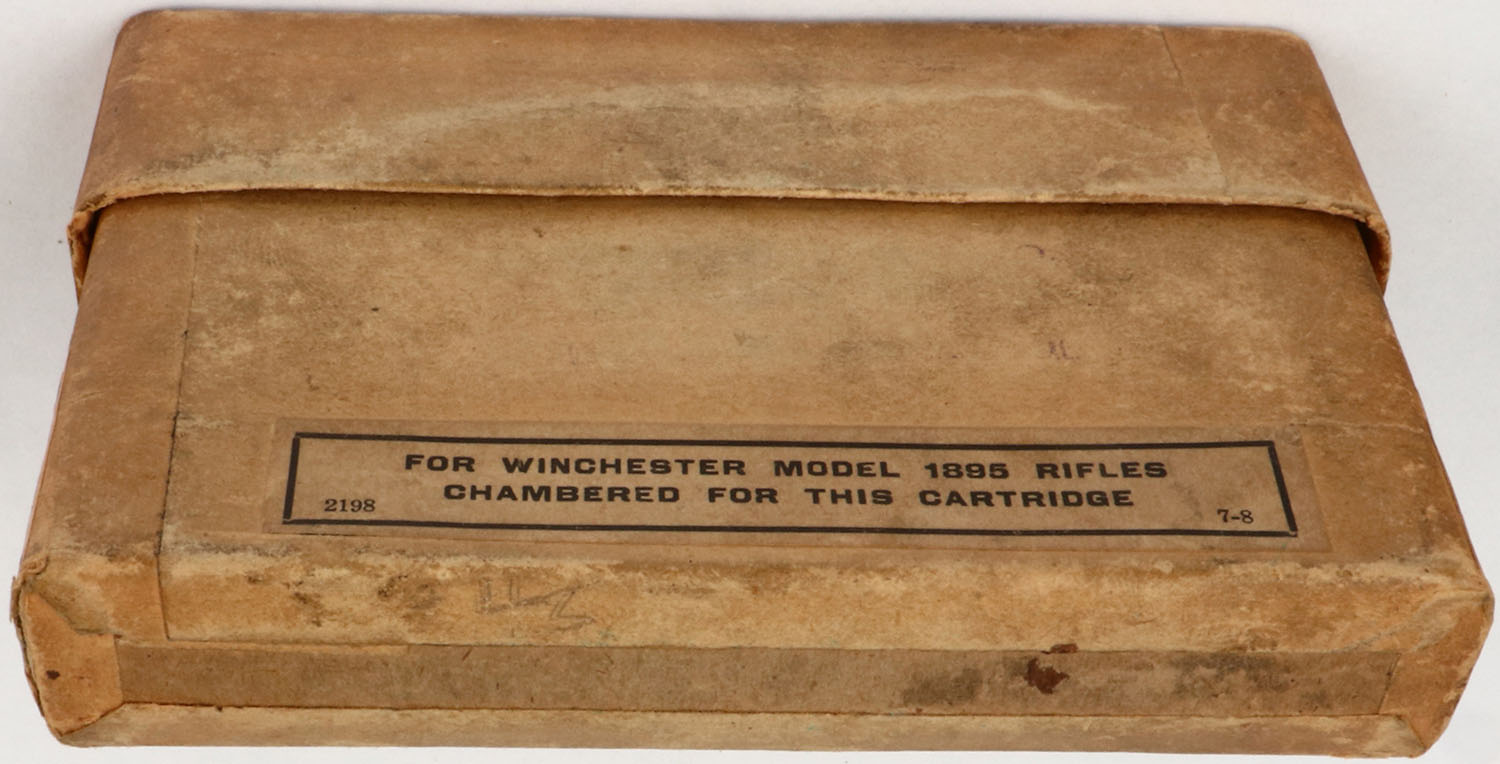 FOR WINCHESTER MODEL 1895 RIFLES
CHAMBERED FOR THIS CARTRIDGE
2198
7-8